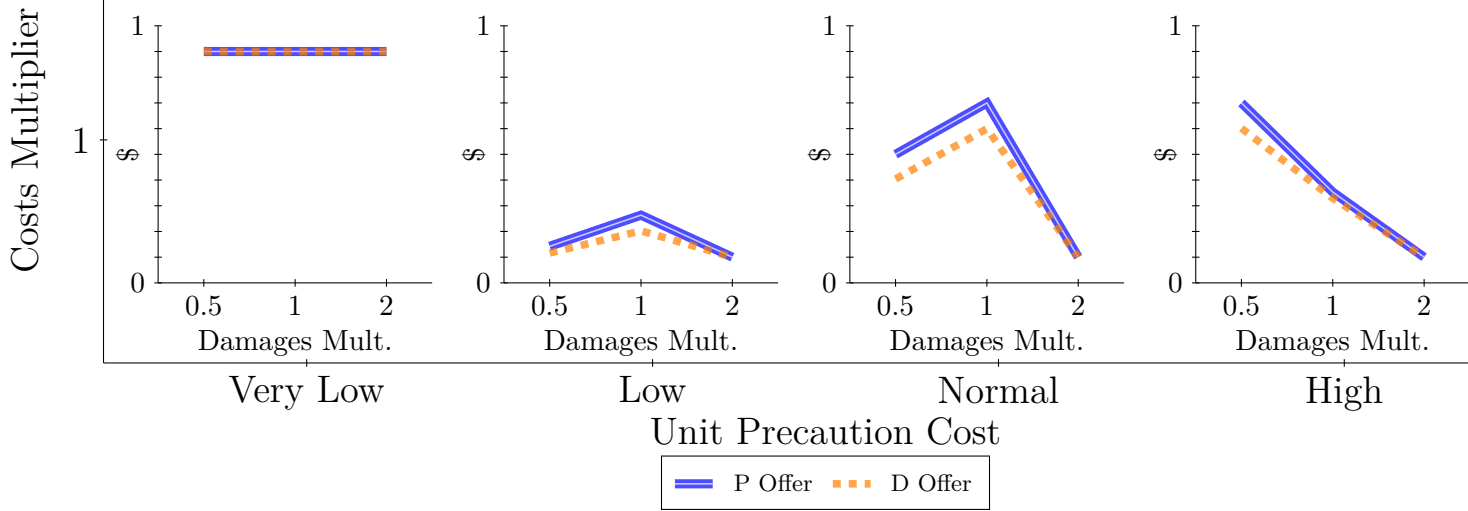 Costs Multiplier
1
1
$
0
0.5 1 2
Damages Mult.
1
$
0
0.5 1 2
Damages Mult.
1
$
0
0.5 1 2
Damages Mult.
1
$
0
0.5 1 2
Damages Mult.
Very Low Low Normal High
Unit Precaution Cost
P Offer D Offer